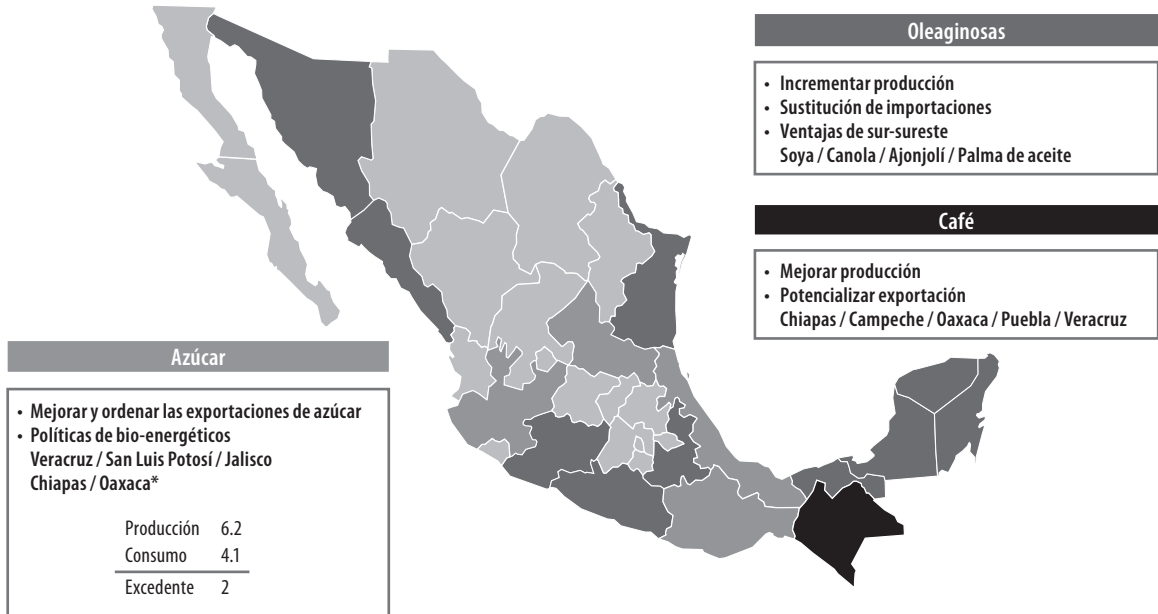 Oleaginosas
• Incrementar producción
• Sustitución de importaciones
• Ventajas de sur-sureste
Soya / Canola / Ajonjolí / Palma de aceite
Café
• Mejorar producción
• Potencializar exportación
Chiapas / Campeche / Oaxaca / Puebla / Veracruz
Azúcar
• Mejorar y ordenar las exportaciones de azúcar
• Políticas de bio-energéticos
Veracruz / San Luis Potosí / Jalisco
Chiapas / Oaxaca*
Producción 6.2
Consumo 4.1
Excedente 2